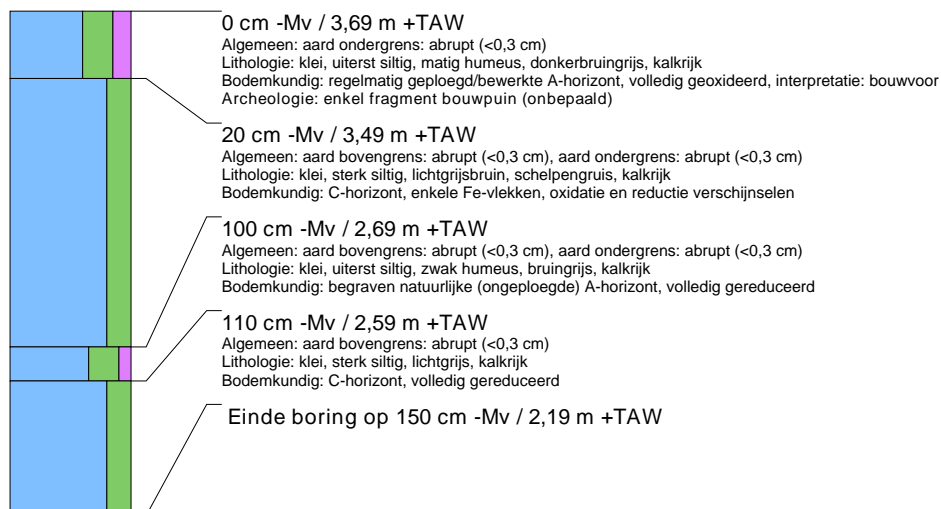 0 cm -Mv / 3,69 m +TAW
Algemeen: aard ondergrens: abrupt (<0,3 cm)
Lithologie: klei, uiterst siltig, matig humeus, donkerbruingrijs, kalkrijk
Bodemkundig: regelmatig geploegd/bewerkte A-horizont, volledig geoxideerd, interpretatie: bouwvoor
Archeologie: enkel fragment bouwpuin (onbepaald)
20 cm -Mv / 3,49 m +TAW
Algemeen: aard bovengrens: abrupt (<0,3 cm), aard ondergrens: abrupt (<0,3 cm)
Lithologie: klei, sterk siltig, lichtgrijsbruin, schelpengruis, kalkrijk
Bodemkundig: C-horizont, enkele Fe-vlekken, oxidatie en reductie verschijnselen
100 cm -Mv / 2,69 m +TAW
Algemeen: aard bovengrens: abrupt (<0,3 cm), aard ondergrens: abrupt (<0,3 cm)
Lithologie: klei, uiterst siltig, zwak humeus, bruingrijs, kalkrijk
Bodemkundig: begraven natuurlijke (ongeploegde) A-horizont, volledig gereduceerd
110 cm -Mv / 2,59 m +TAW
Algemeen: aard bovengrens: abrupt (<0,3 cm)
Lithologie: klei, sterk siltig, lichtgrijs, kalkrijk
Bodemkundig: C-horizont, volledig gereduceerd
Einde boring op 150 cm -Mv / 2,19 m +TAW